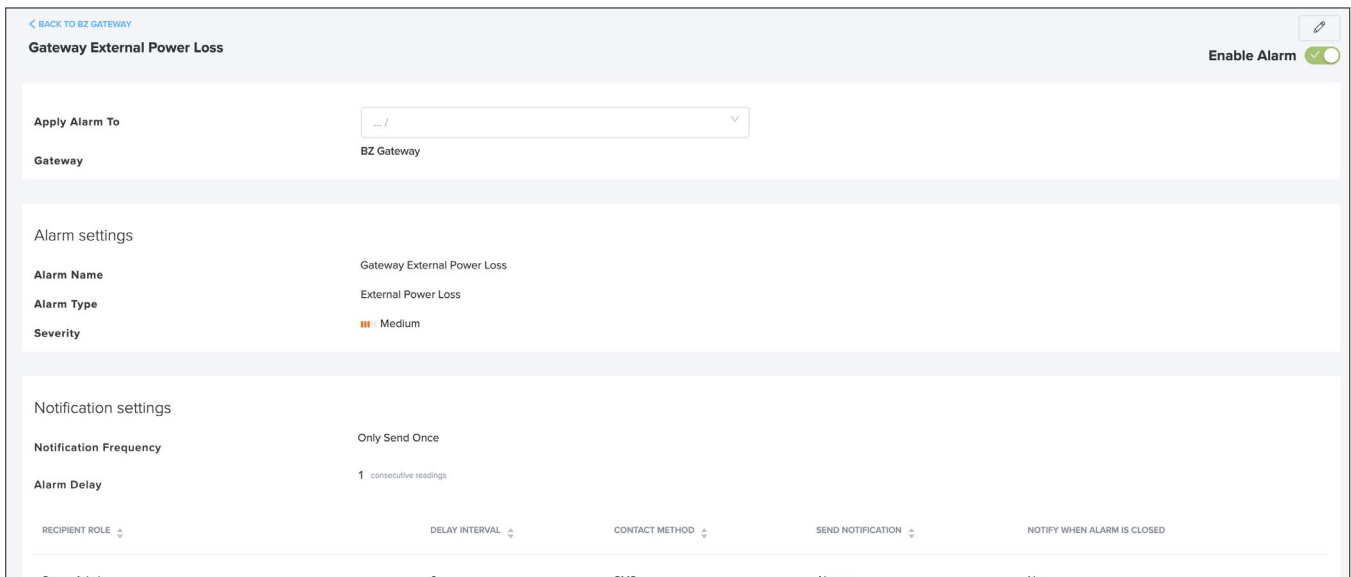 BACK TO BZ GATEWAY
Gateway External Power Loss
Enable Alarm
Apply Alarm To
... /
Gateway
BZ Gateway
Alarm settings
Alarm Name
Gateway External Power Loss
Alarm Type
External Power Loss
Severity
Medium
Notification settings
Notification Frequency
Only Send Once
Alarm Delay
1 consecutive readings
RECIPIENT ROLE DELAY INTERVAL CONTACT METHOD SEND NOTIFICATION NOTIFY WHEN ALARM IS CLOSED